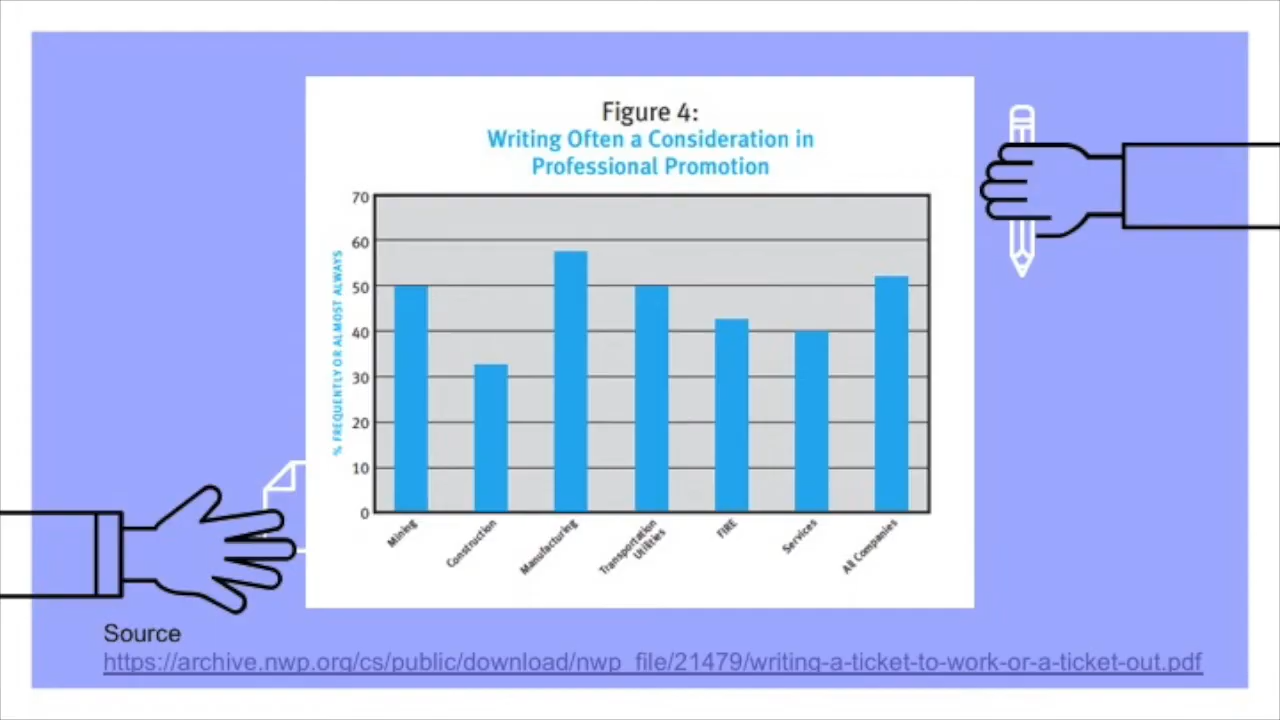 Figure 4:
Writing Often a Consideration in
Professional Promotion
% FREQUENTLY OR ALMOST ALWAYS
70
60
50
40
30
20
10
0
Mining
Construction
Manufacturing
Transportation
Utilities
FIRE
Services
All Companies
Source
https://archive.nwp.org/cs/public/download/nwp_file/21479/writing-a-ticket-to-work-or-a-ticket-out.pdf